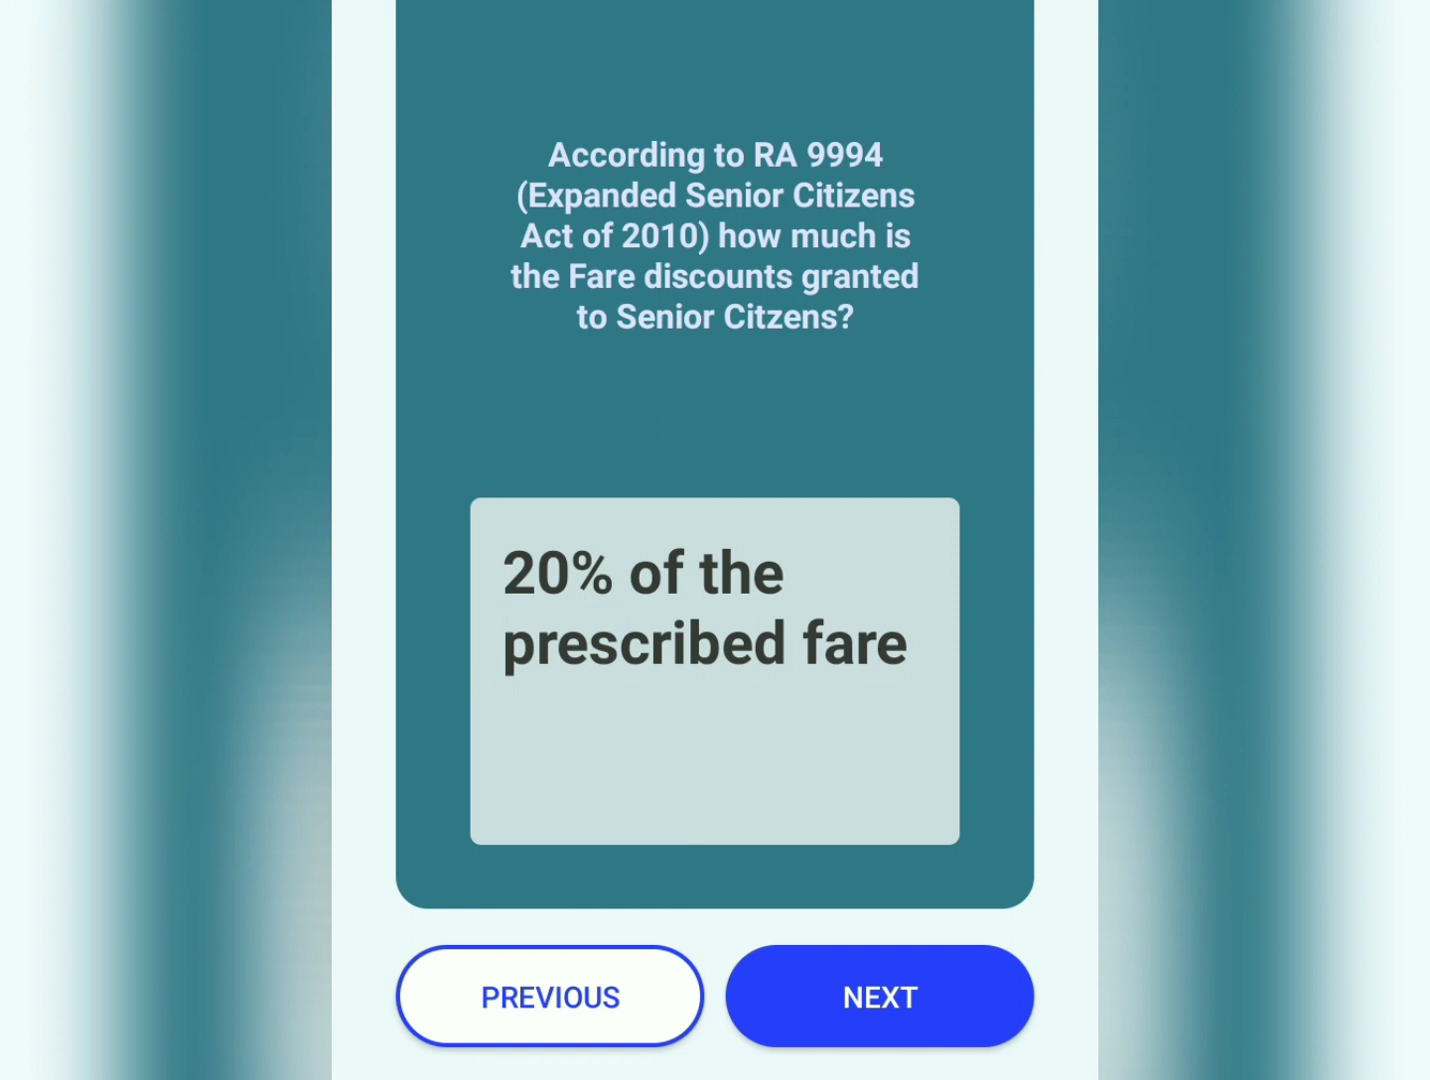 According to RA 9994
(Expanded Senior Citizens
Act of 2010) how much is
the Fare discounts granted
to Senior Citzens?
20% of the
prescribed fare
PREVIOUS
NEXT